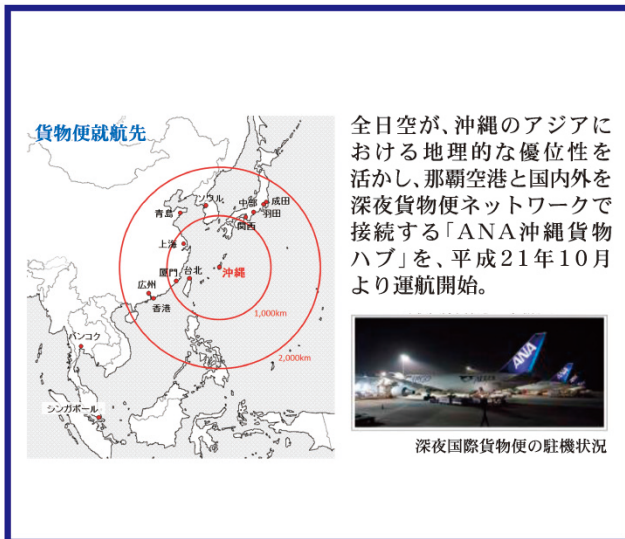 貨物便就航先
ソウル
青島
中部
成田
羽田
関西
上海
厦門
台北
沖縄
広州
香港
1,000km
バンコク
2,000km
シンガポール
全日空が、沖縄のアジアに
おける地理的な優位性を
活かし、那覇空港と国内外を
深夜貨物便ネットワークで
接続する「ANA沖縄貨物
ハブ」を、平成21年10月
より運航開始。
ANA
深夜国際貨物便の駐機状況